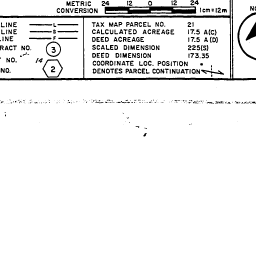 METRIC 24 12 0 12 24
CONVERSION 1cm=12m
LINE L
LINE S
LINE F
TRACT NO. 3
NO. 14
NO. 2
TAX MAP PARCEL NO. 21
CALCULATED ACREAGE 17.5 A(C)
DEED ACREAGE 17.5 A(D)
SCALED DIMENSION 225(S)
DEED DIMENSION 173.35
COORDINATE LOC. POSITION
DENOTES PARCEL CONTINUATION
NO